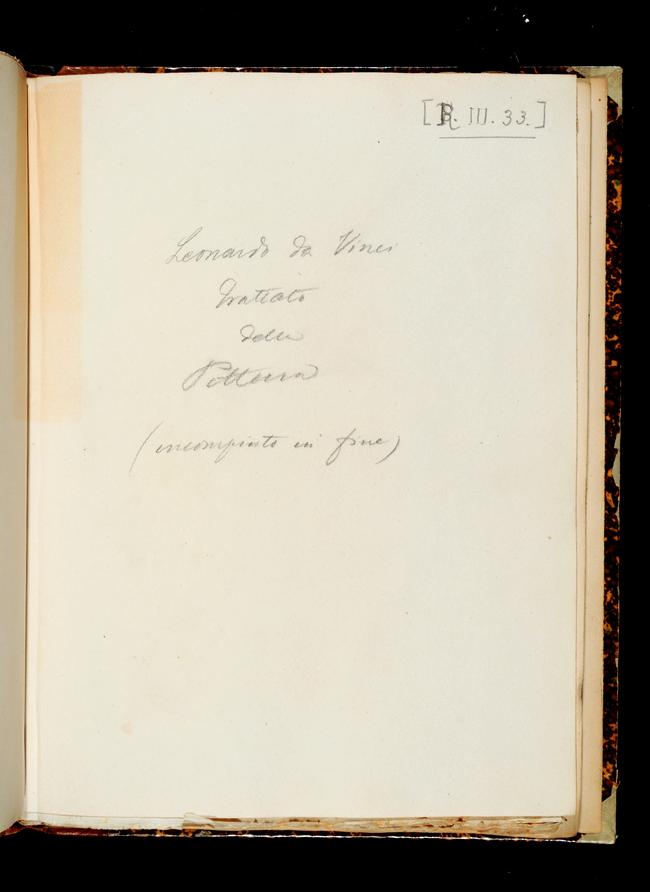 [R. III. 33.]
Leonardo da Vinci
Trattato
della
Pittura
(incompiuto in fine)